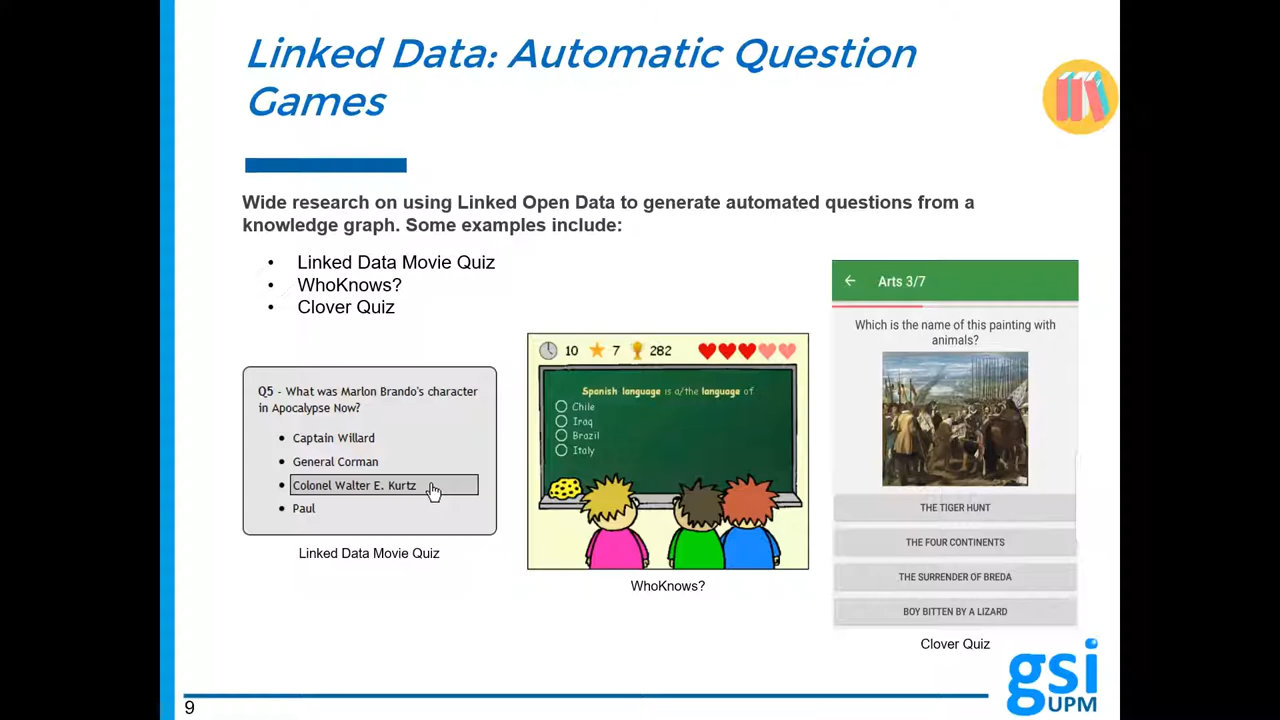 Linked Data: Automatic Question
Games
Wide research on using Linked Open Data to generate automated questions from a
knowledge graph. Some examples include:
• Linked Data Movie Quiz
• WhoKnows?
• Clover Quiz
Q5 - What was Marlon Brando's character
in Apocalypse Now?
• Captain Willard
• General Corman
• Colonel Walter E. Kurtz
• Paul
Linked Data Movie Quiz
10 7 282
Spanish language is a/the language of
Chile
Iraq
Brazil
Italy
WhoKnows?
Arts 3/7
Which is the name of this painting with
animals?
THE TIGER HUNT
THE FOUR CONTINENTS
THE SURRENDER OF BREDA
BOY BITTEN BY A LIZARD
Clover Quiz
gsi
UPM
9